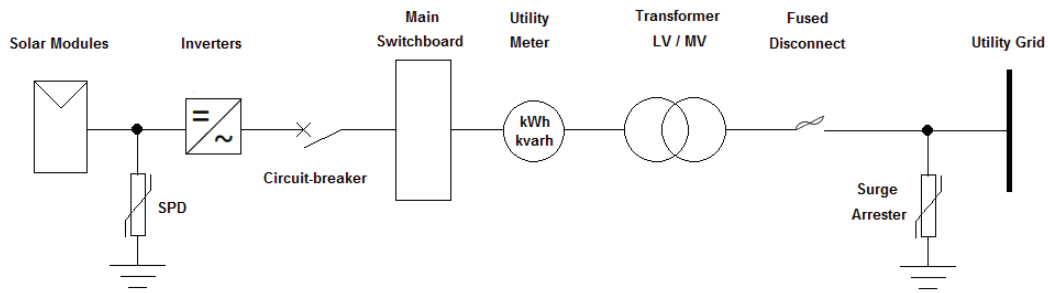 Solar Modules
Inverters
Main
Switchboard
Utility
Meter
Transformer
LV / MV
Fused
Disconnect
Utility Grid
kWh
kvarh
Circuit-breaker
SPD
Surge
Arrester